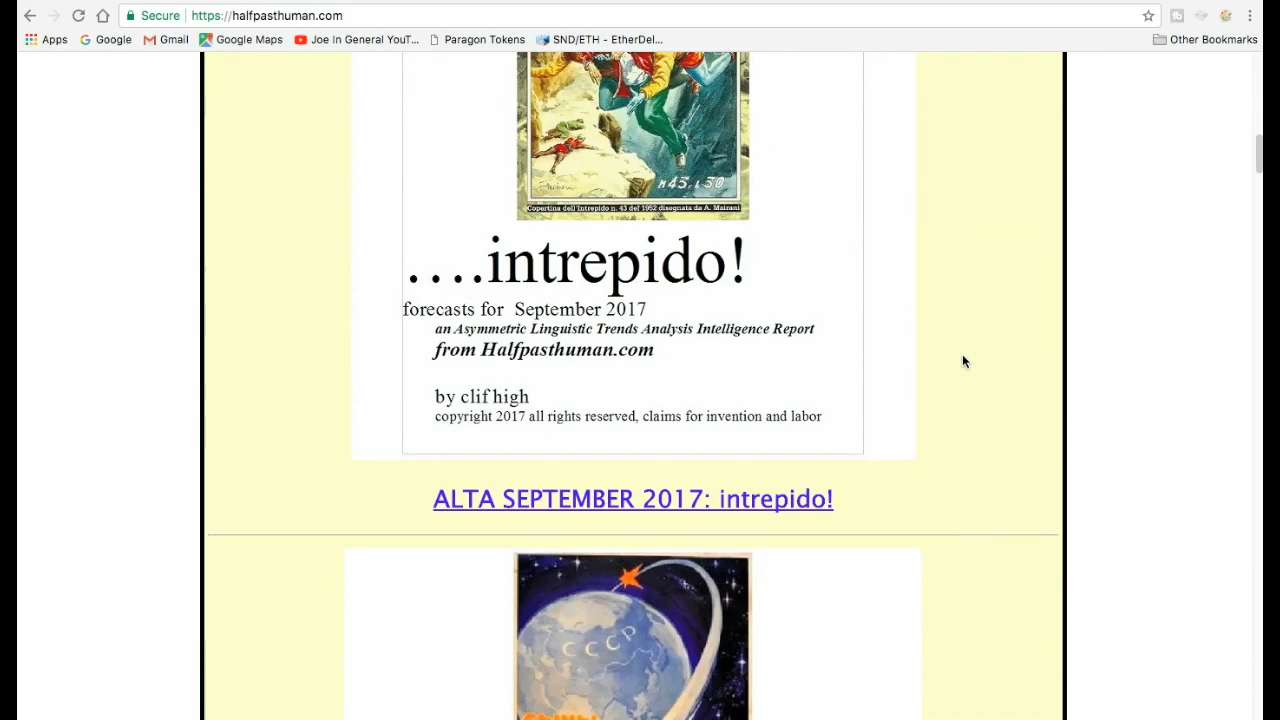 Secure https://halfpasthuman.com
Apps Google Gmail Google Maps Joe In General YouT... Paragon Tokens SND/ETH - EtherDel... Other Bookmarks
n 43. L 30
Copertina dell'Intrepido n. 43 del 1952 disegnata da A. Mairani
....intrepido!
forecasts for September 2017
an Asymmetric Linguistic Trends Analysis Intelligence Report
from Halfpasthuman.com
by clif high
copyright 2017 all rights reserved, claims for invention and labor
ALTA SEPTEMBER 2017: intrepido!
СССР